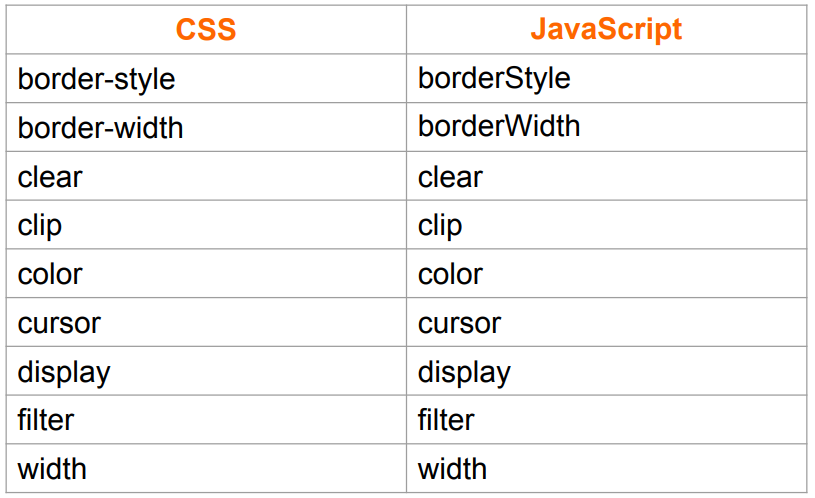 CSS JavaScript
border-style borderStyle
border-width borderWidth
clear clear
clip clip
color color
cursor cursor
display display
filter filter
width width